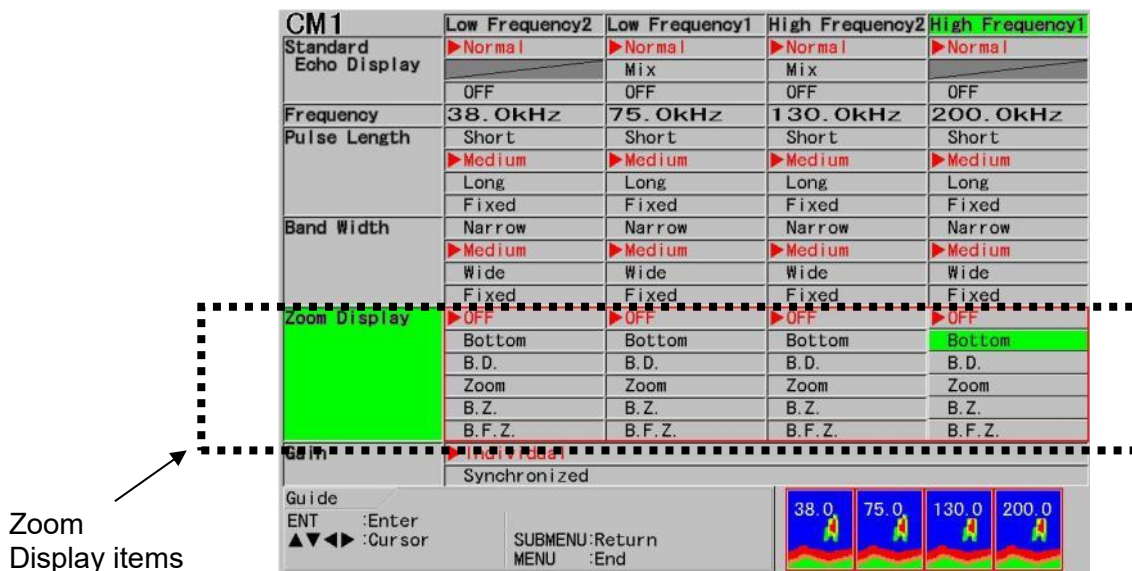 CM1 Low Frequency2 Low Frequency1 High Frequency2 High Frequency1
Standard ▶Normal ▶Normal ▶Normal ▶Normal
Echo Display Mix Mix
OFF OFF OFF OFF
Frequency 38.0kHz 75.0kHz 130.0kHz 200.0kHz
Pulse Length Short Short Short Short
▶Medium ▶Medium ▶Medium ▶Medium
Long Long Long Long
Fixed Fixed Fixed Fixed
Band Width Narrow Narrow Narrow Narrow
▶Medium ▶Medium ▶Medium ▶Medium
Wide Wide Wide Wide
Fixed Fixed Fixed Fixed
Zoom Display ▶OFF ▶OFF ▶OFF ▶OFF
Bottom Bottom Bottom Bottom
B.D. B.D. B.D. B.D.
Zoom Zoom Zoom Zoom
B.Z. B.Z. B.Z. B.Z.
B.F.Z. B.F.Z. B.F.Z. B.F.Z.
Gain ▶Individual
Synchronized
Guide
ENT :Enter
▲▼◀▶ :Cursor SUBMENU:Return
MENU :End
38.0 75.0 130.0 200.0
Zoom
Display items